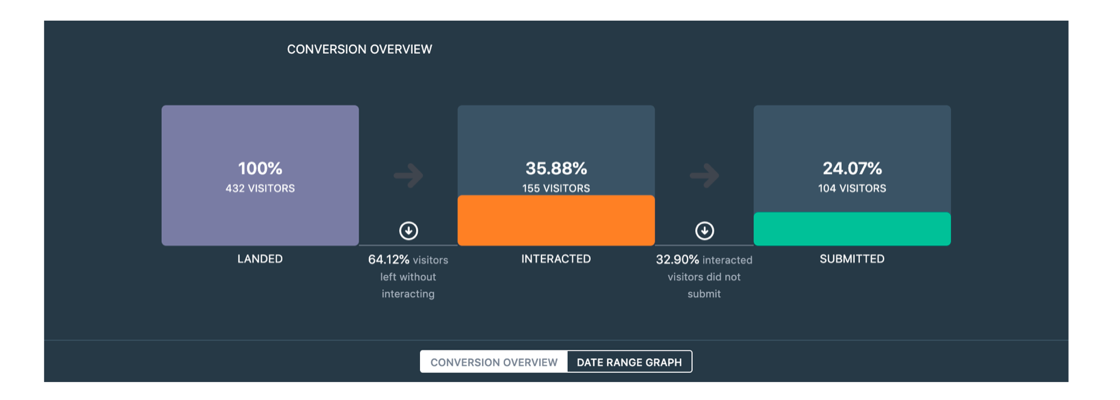 CONVERSION OVERVIEW
100%
432 VISITORS
LANDED
64.12% visitors
left without
interacting
35.88%
155 VISITORS
INTERACTED
32.90% interacted
visitors did not
submit
24.07%
104 VISITORS
SUBMITTED
CONVERSION OVERVIEW
DATE RANGE GRAPH